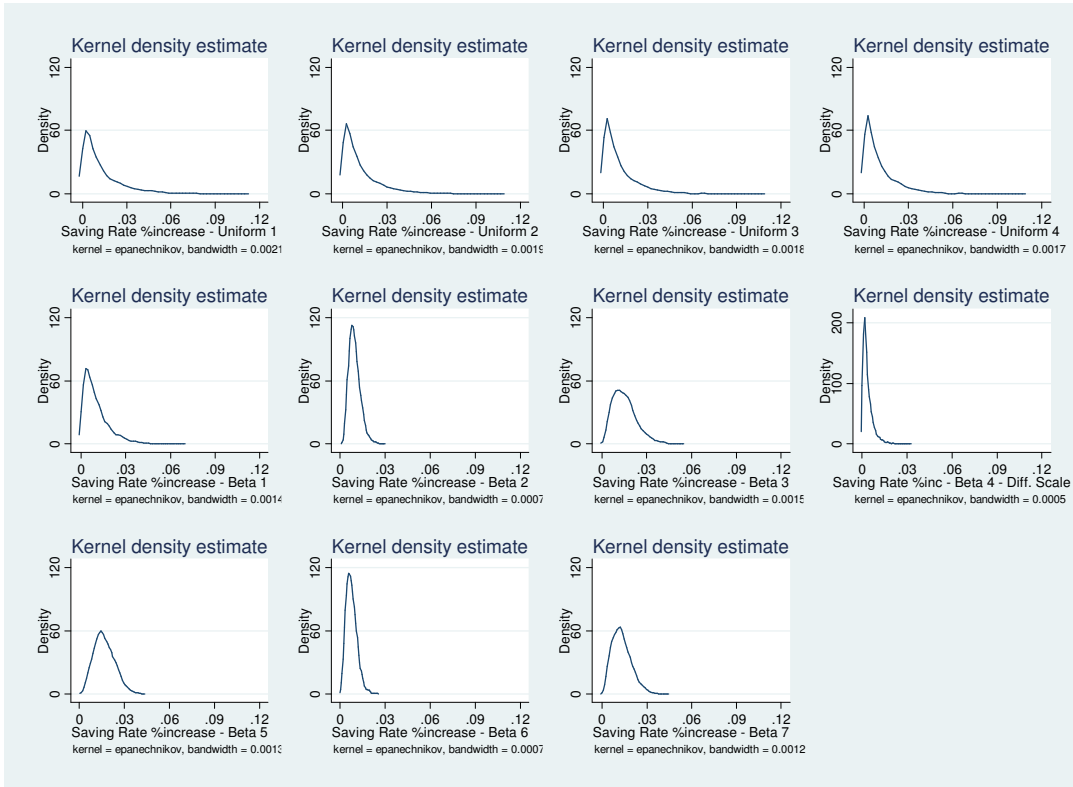 Kernel density estimate
120
60
0
Density
0 .03 .06 .09 .12
Saving Rate %increase - Uniform 1
kernel = epanechnikov, bandwidth = 0.0021
Kernel density estimate
120
60
0
Density
0 .03 .06 .09 .12
Saving Rate %increase - Uniform 2
kernel = epanechnikov, bandwidth = 0.0019
Kernel density estimate
120
60
0
Density
0 .03 .06 .09 .12
Saving Rate %increase - Uniform 3
kernel = epanechnikov, bandwidth = 0.0018
Kernel density estimate
120
60
0
Density
0 .03 .06 .09 .12
Saving Rate %increase - Uniform 4
kernel = epanechnikov, bandwidth = 0.0017
Kernel density estimate
120
60
0
Density
0 .03 .06 .09 .12
Saving Rate %increase - Beta 1
kernel = epanechnikov, bandwidth = 0.0014
Kernel density estimate
120
60
0
Density
0 .03 .06 .09 .12
Saving Rate %increase - Beta 2
kernel = epanechnikov, bandwidth = 0.0007
Kernel density estimate
120
60
0
Density
0 .03 .06 .09 .12
Saving Rate %increase - Beta 3
kernel = epanechnikov, bandwidth = 0.0015
Kernel density estimate
200
100
0
Density
0 .03 .06 .09 .12
Saving Rate %inc - Beta 4 - Diff. Scale
kernel = epanechnikov, bandwidth = 0.0005
Kernel density estimate
120
60
0
Density
0 .03 .06 .09 .12
Saving Rate %increase - Beta 5
kernel = epanechnikov, bandwidth = 0.0013
Kernel density estimate
120
60
0
Density
0 .03 .06 .09 .12
Saving Rate %increase - Beta 6
kernel = epanechnikov, bandwidth = 0.0007
Kernel density estimate
120
60
0
Density
0 .03 .06 .09 .12
Saving Rate %increase - Beta 7
kernel = epanechnikov, bandwidth = 0.0012